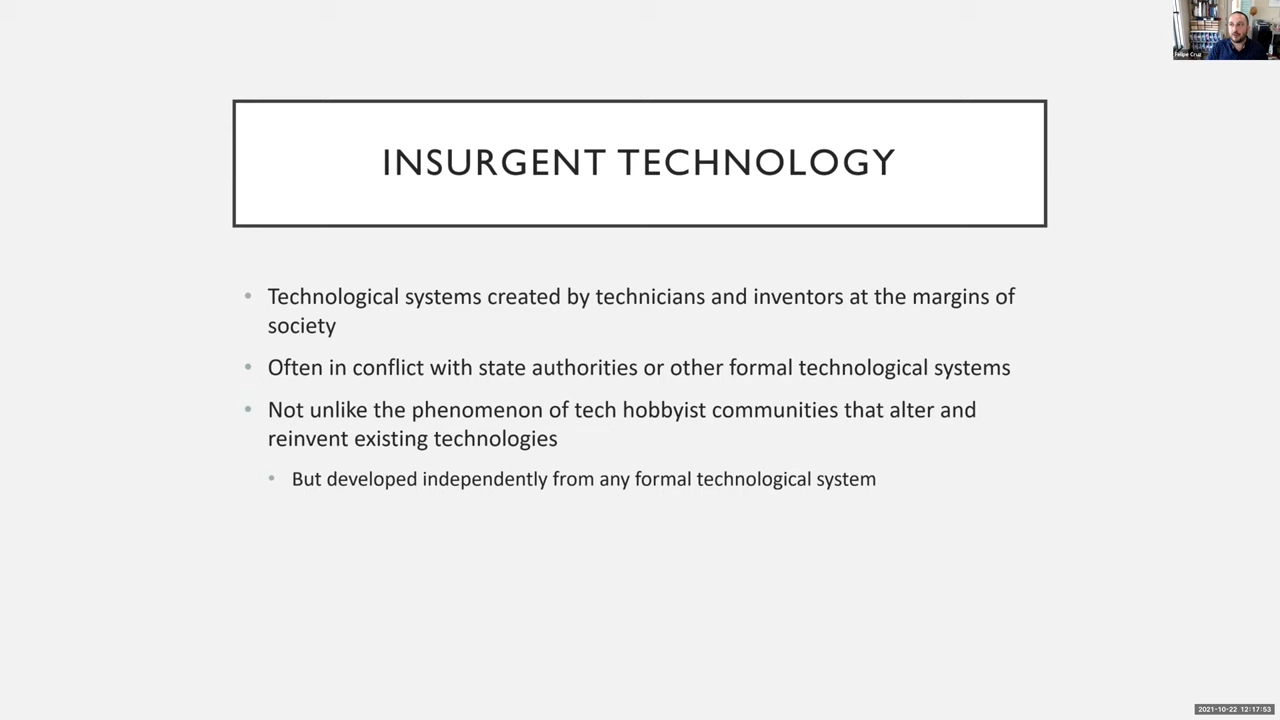 Felipe Cruz
INSURGENT TECHNOLOGY
• Technological systems created by technicians and inventors at the margins of
society
• Often in conflict with state authorities or other formal technological systems
• Not unlike the phenomenon of tech hobbyist communities that alter and
reinvent existing technologies
• But developed independently from any formal technological system
2021-10-22 12:17:53